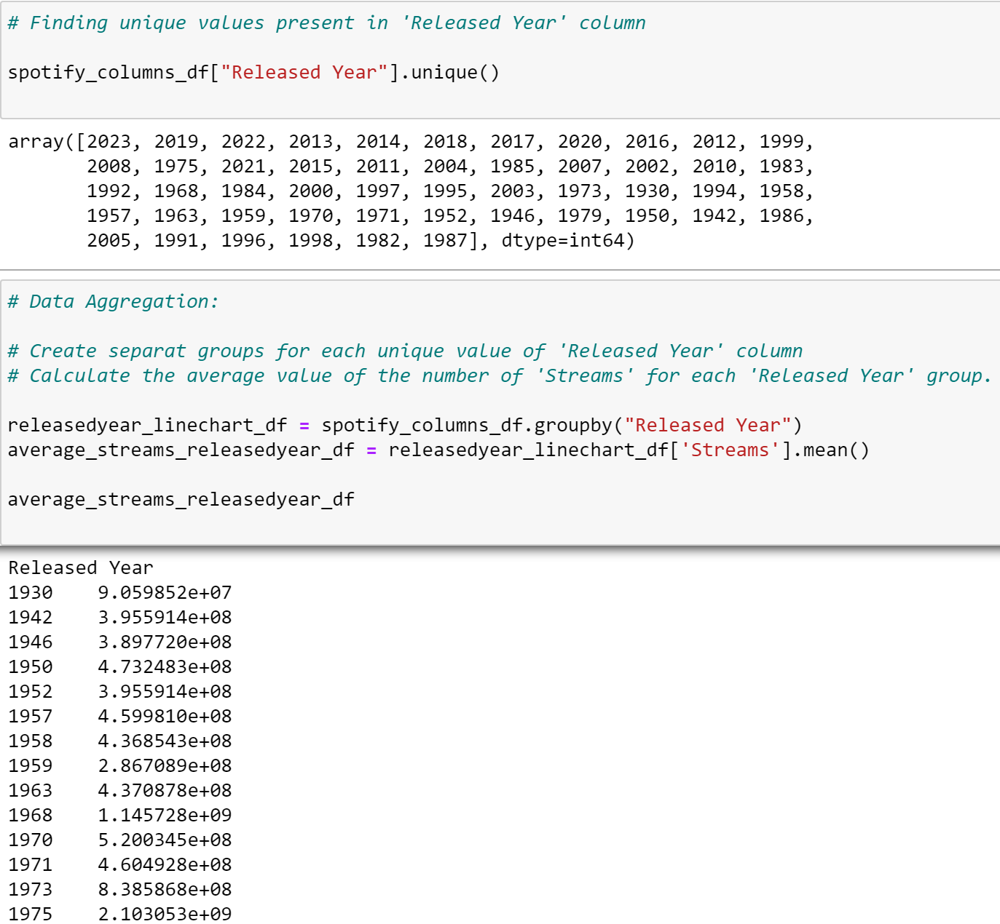 # Finding unique values present in 'Released Year' column
spotify_columns_df["Released Year"].unique()
array([2023, 2019, 2022, 2013, 2014, 2018, 2017, 2020, 2016, 2012, 1999,
2008, 1975, 2021, 2015, 2011, 2004, 1985, 2007, 2002, 2010, 1983,
1992, 1968, 1984, 2000, 1997, 1995, 2003, 1973, 1930, 1994, 1958,
1957, 1963, 1959, 1970, 1971, 1952, 1946, 1979, 1950, 1942, 1986,
2005, 1991, 1996, 1998, 1982, 1987], dtype=int64)
# Data Aggregation:
# Create separat groups for each unique value of 'Released Year' column
# Calculate the average value of the number of 'Streams' for each 'Released Year' group.
releasedyear_linechart_df = spotify_columns_df.groupby("Released Year")
average_streams_releasedyear_df = releasedyear_linechart_df['Streams'].mean()
average_streams_releasedyear_df
Released Year
1930 9.059852e+07
1942 3.955914e+08
1946 3.897720e+08
1950 4.732483e+08
1952 3.955914e+08
1957 4.599810e+08
1958 4.368543e+08
1959 2.867089e+08
1963 4.370878e+08
1968 1.145728e+09
1970 5.200345e+08
1971 4.604928e+08
1973 8.385868e+08
1975 2.103053e+09